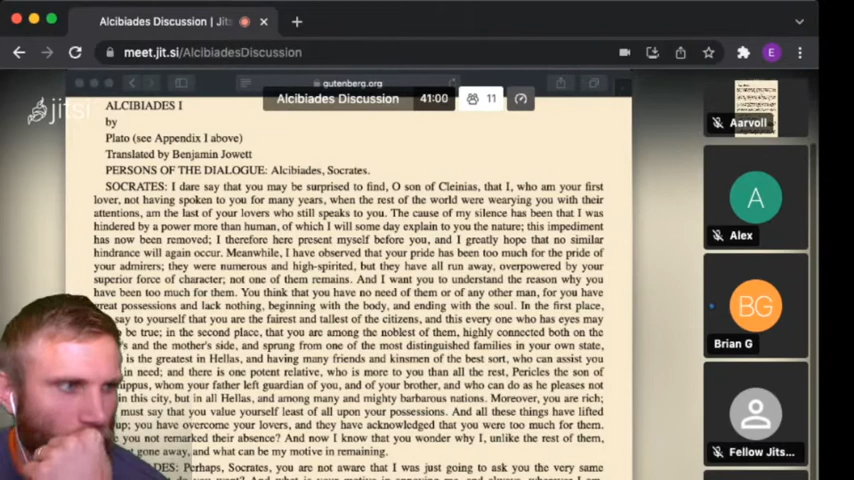 Alcibiades Discussion | Jits
meet.jit.si/AlcibiadesDiscussion
E
gutenberg.org
jitsi
Alcibiades Discussion 41:00 11
ALCIBIADES I
by
Plato (see Appendix I above)
Translated by Benjamin Jowett
PERSONS OF THE DIALOGUE: Alcibiades, Socrates.
SOCRATES: I dare say that you may be surprised to find, O son of Cleinias, that I, who am your first
lover, not having spoken to you for many years, when the rest of the world were wearying you with their
attentions, am the last of your lovers who still speaks to you. The cause of my silence has been that I was
hindered by a power more than human, of which I will some day explain to you the nature; this impediment
has now been removed; I therefore here present myself before you, and I greatly hope that no similar
hindrance will again occur. Meanwhile, I have observed that your pride has been too much for the pride of
your admirers; they were numerous and high-spirited, but they have all run away, overpowered by your
superior force of character; not one of them remains. And I want you to understand the reason why you
have been too much for them. You think that you have no need of them or of any other man, for you have
great possessions and lack nothing, beginning with the body, and ending with the soul. In the first place,
say to yourself that you are the fairest and tallest of the citizens, and this every one who has eyes may
be true; in the second place, that you are among the noblest of them, highly connected both on the
's and the mother's side, and sprung from one of the most distinguished families in your own state,
is the greatest in Hellas, and having many friends and kinsmen of the best sort, who can assist you
in need; and there is one potent relative, who is more to you than all the rest, Pericles the son of
hippus, whom your father left guardian of you, and of your brother, and who can do as he pleases not
in this city, but in all Hellas, and among many and mighty barbarous nations. Moreover, you are rich;
must say that you value yourself least of all upon your possessions. And all these things have lifted
up; you have overcome your lovers, and they have acknowledged that you were too much for them.
you not remarked their absence? And now I know that you wonder why I, unlike the rest of them,
gone away, and what can be my motive in remaining.
DES: Perhaps, Socrates, you are not aware that I was just going to ask you the very same
Aarvoll
A
Alex
BG
Brian G
Fellow Jits...